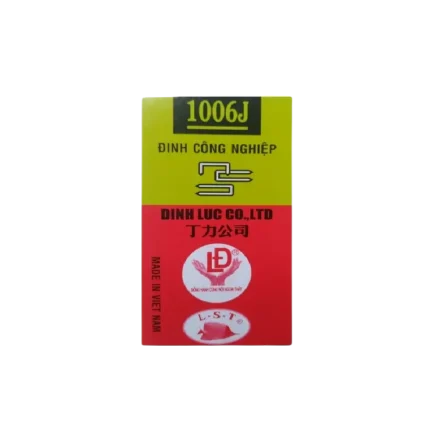 1006J
ĐINH CÔNG NGHIỆP
DINH LUC CO.,LTD
丁力公司
LĐ
®
L-S-T
®
MADE IN VIET NAM